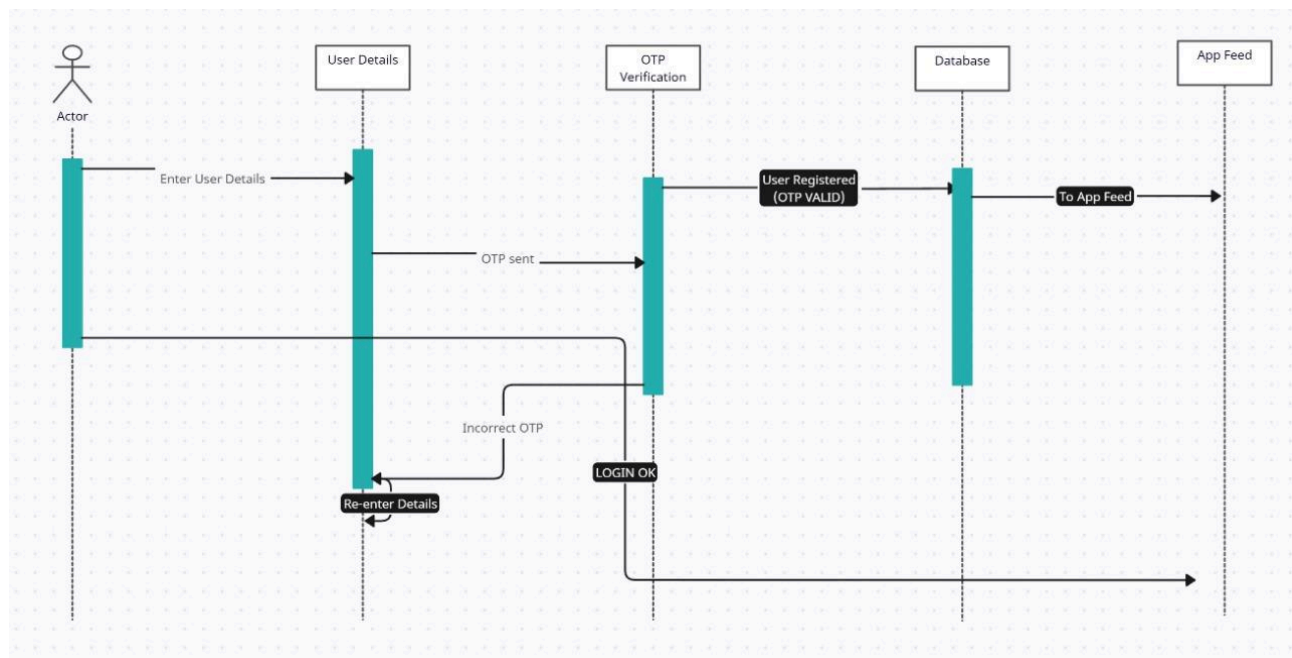 User Details
OTP
Verification
Database
App Feed
Actor
Enter User Details
User Registered
(OTP VALID)
To App Feed
OTP sent
Incorrect OTP
LOGIN OK
Re-enter Details